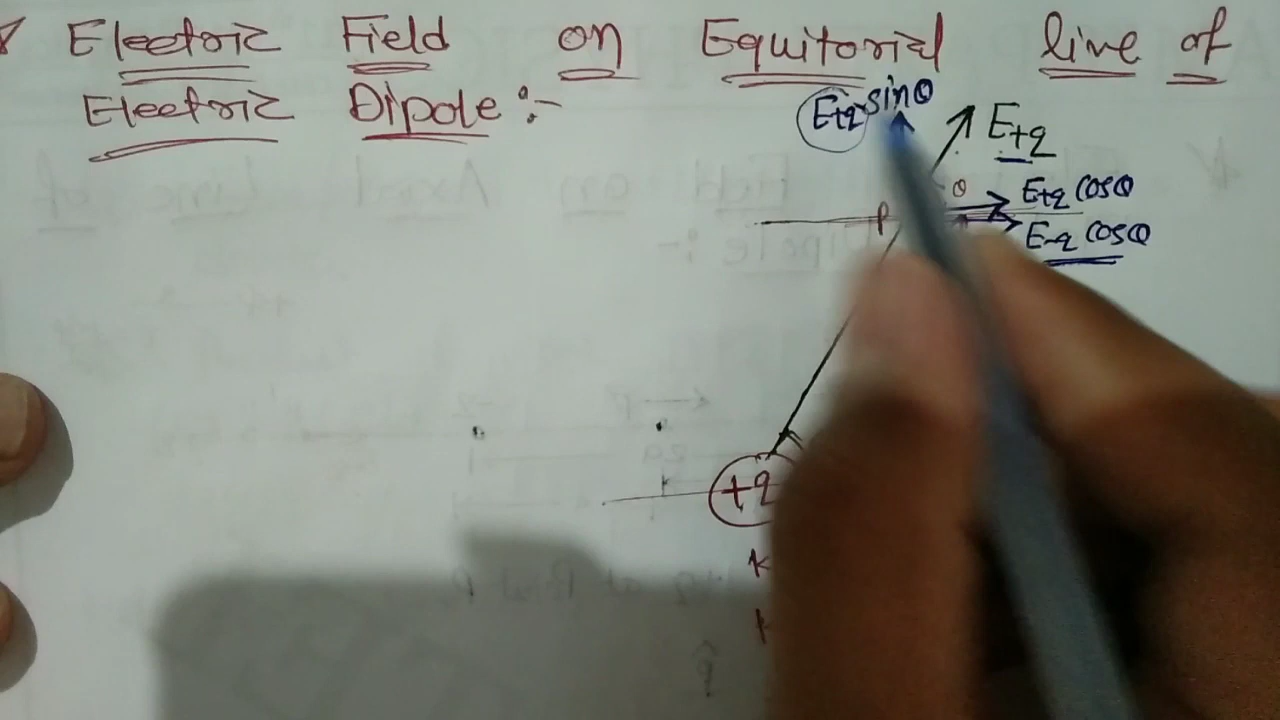 Electric Field on Equitorial line of
Electric Dipole :-
E+q sinθ
E+q
θ
E+q cosθ
P
E-q cosθ
+q
K